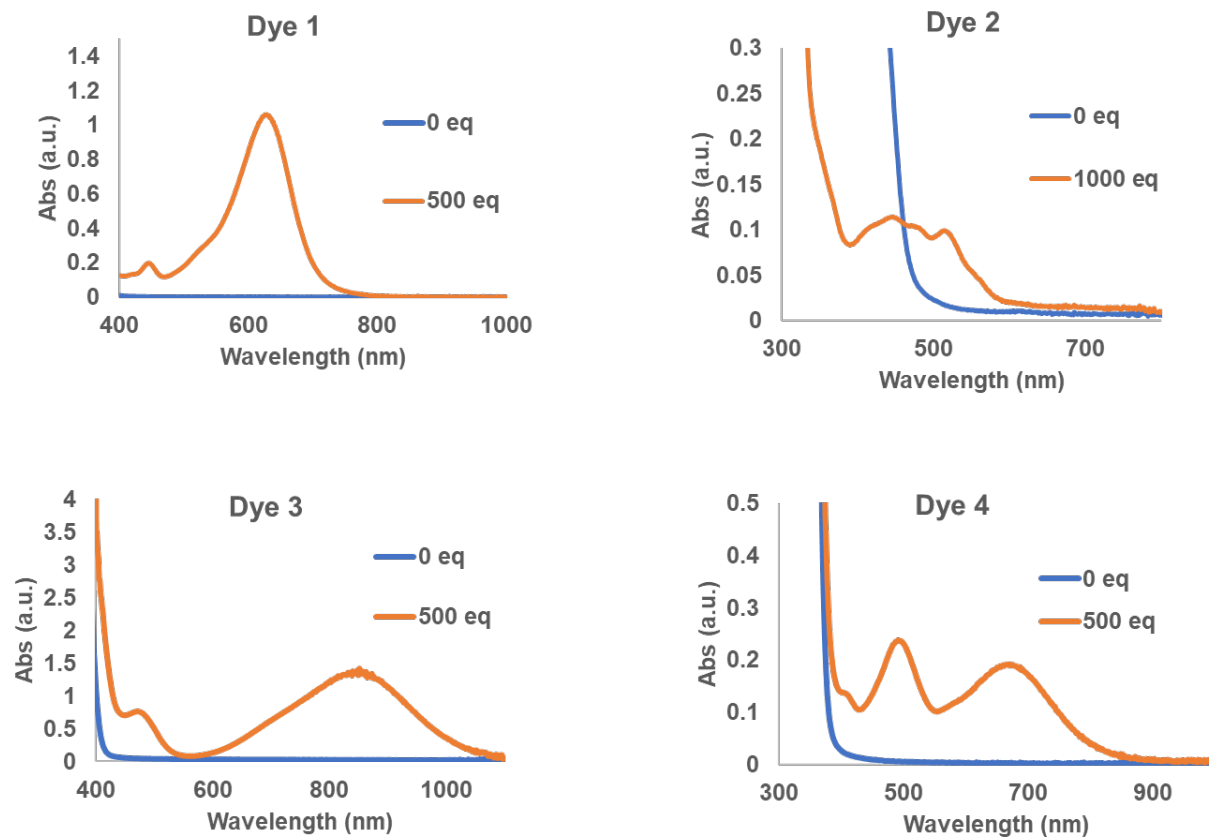 Dye 1
1.4
1.2
1
0.8
0.6
0.4
0.2
0
Abs (a.u.)
400 600 800 1000
Wavelength (nm)
0 eq
500 eq
Dye 2
0.3
0.25
0.2
0.15
0.1
0.05
0
Abs (a.u.)
300 500 700
Wavelength (nm)
0 eq
1000 eq
Dye 3
4
3.5
3
2.5
2
1.5
1
0.5
0
Abs (a.u.)
400 600 800 1000
Wavelength (nm)
0 eq
500 eq
Dye 4
0.5
0.4
0.3
0.2
0.1
0
Abs (a.u.)
300 500 700 900
Wavelength (nm)
0 eq
500 eq